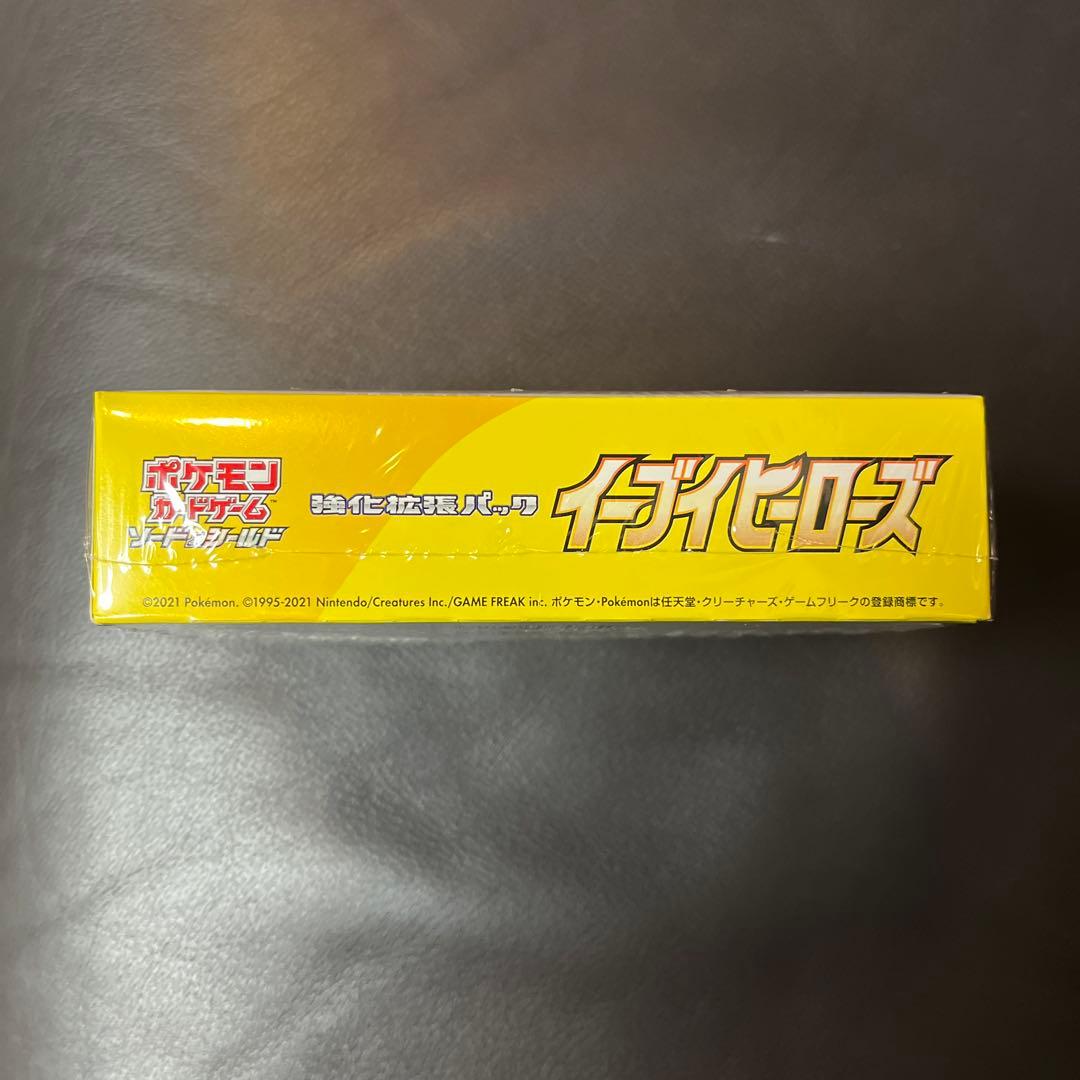 ポケモン
カードゲーム™
ソード&シールド
強化拡張パック
イーブイヒーローズ
©2021 Pokémon. ©1995-2021 Nintendo/Creatures Inc./GAME FREAK inc. ポケモン・Pokémonは任天堂・クリーチャーズ・ゲームフリークの登録商標です。